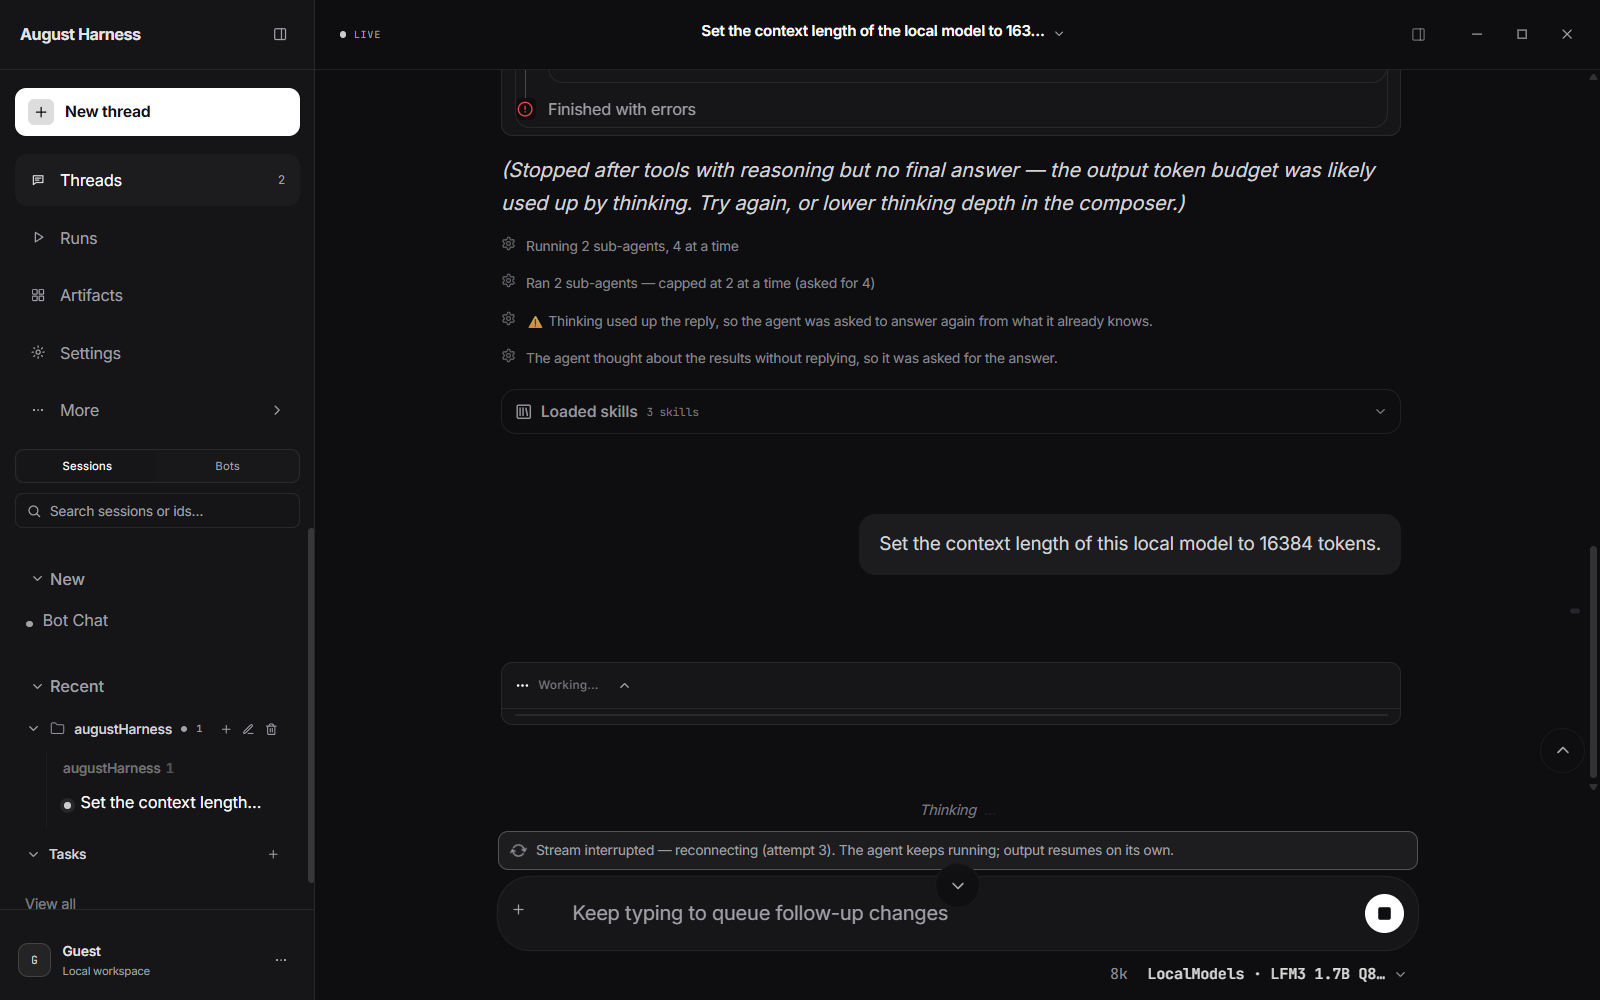 August Harness
New thread
Threads 2
Runs
Artifacts
Settings
More
Sessions Bots
Search sessions or ids...
New
Bot Chat
Recent
augustHarness 1
augustHarness 1
Set the context length...
Tasks
View all
G
Guest
Local workspace
LIVE
Set the context length of the local model to 163...
Finished with errors
(Stopped after tools with reasoning but no final answer — the output token budget was likely
used up by thinking. Try again, or lower thinking depth in the composer.)
Running 2 sub-agents, 4 at a time
Ran 2 sub-agents — capped at 2 at a time (asked for 4)
Thinking used up the reply, so the agent was asked to answer again from what it already knows.
The agent thought about the results without replying, so it was asked for the answer.
Loaded skills 3 skills
Set the context length of this local model to 16384 tokens.
Working...
Thinking ...
Stream interrupted — reconnecting (attempt 3). The agent keeps running; output resumes on its own.
Keep typing to queue follow-up changes
8k LocalModels · LFM3 1.7B Q8…